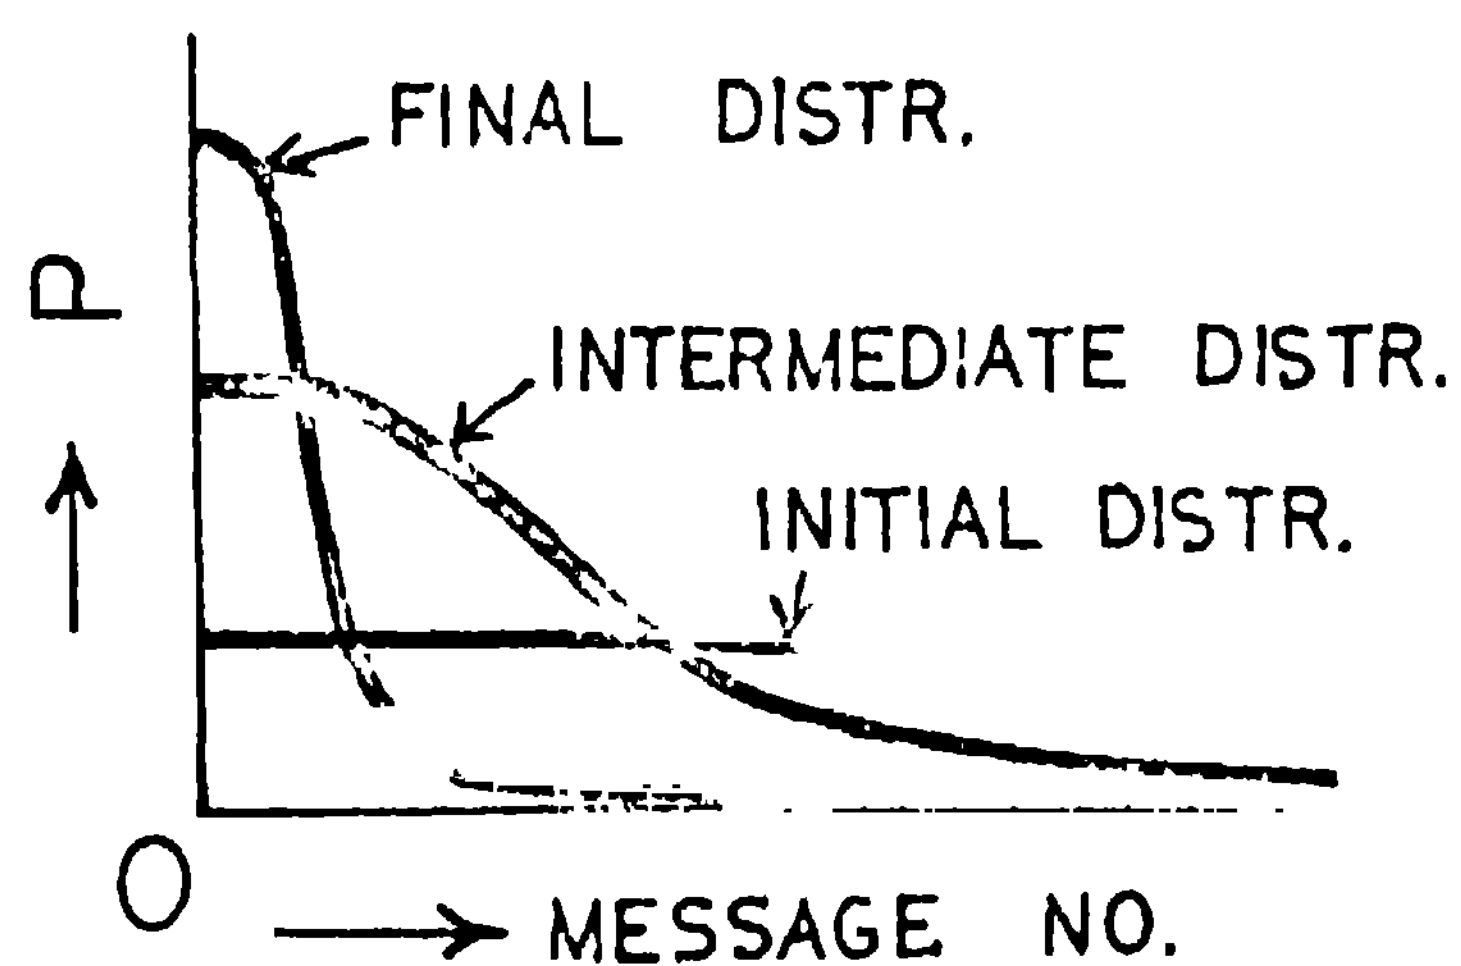 FINAL DISTR.
P
INTERMEDIATE DISTR.
INITIAL DISTR.
O
MESSAGE NO.